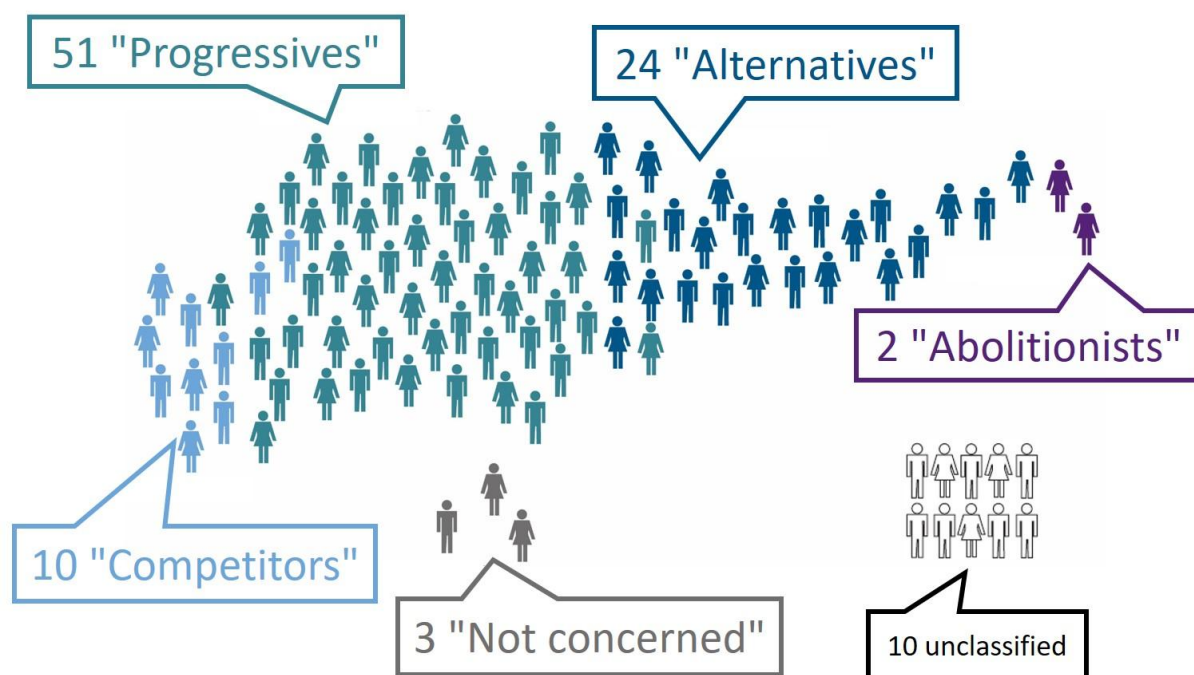 51 "Progressives"
24 "Alternatives"
2 "Abolitionists"
10 "Competitors"
3 "Not concerned"
10 unclassified